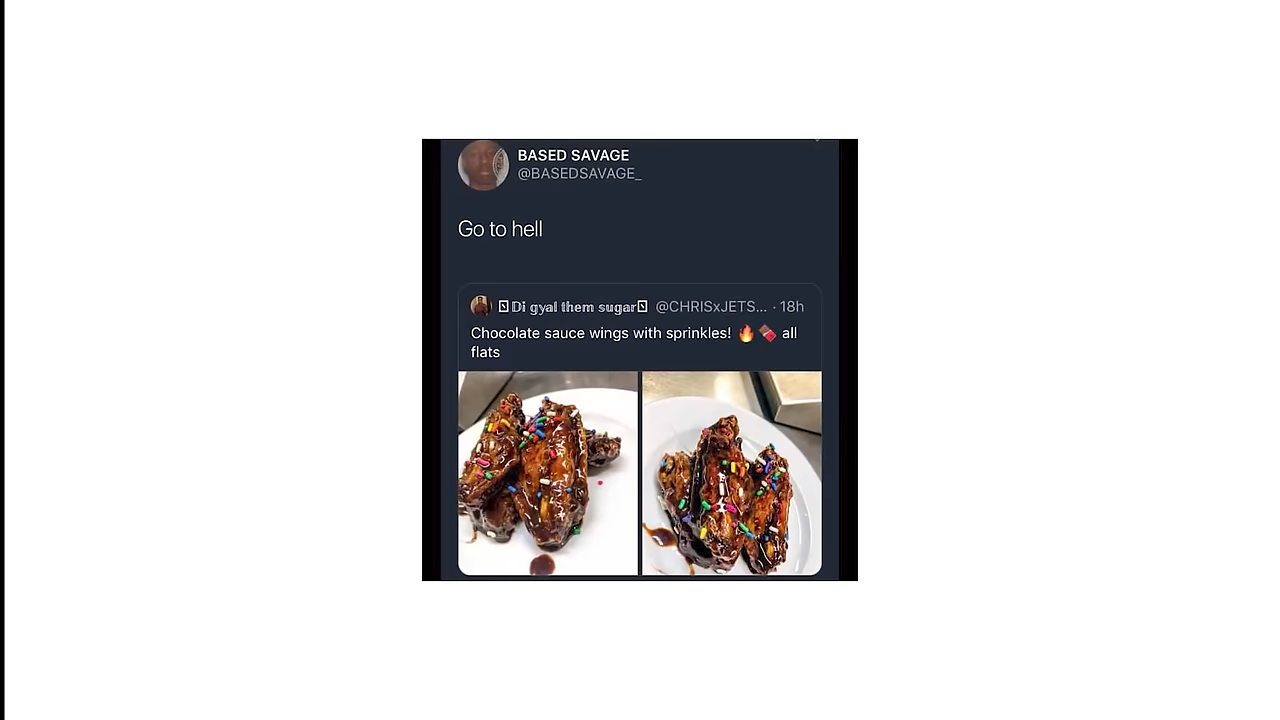 BASED SAVAGE
@BASEDSAVAGE_
Go to hell
Di gyal them sugar @CHRISxJETS... · 18h
Chocolate sauce wings with sprinkles! 🔥🍫 all
flats